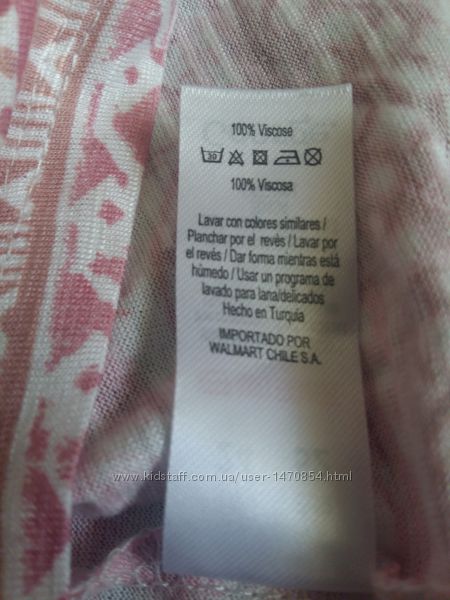 100% Viscose
30
100% Viscosa
Lavar con colores similares /
Planchar por el revès / Lavar por
el revés / Dar forma mientras está
húmedo / Usar un programa de
lavado para lana/delicados
Hecho en Turquía
IMPORTADO POR
WALMART CHILE S.A.
www.kidstaff.com.ua/user-1470854.html